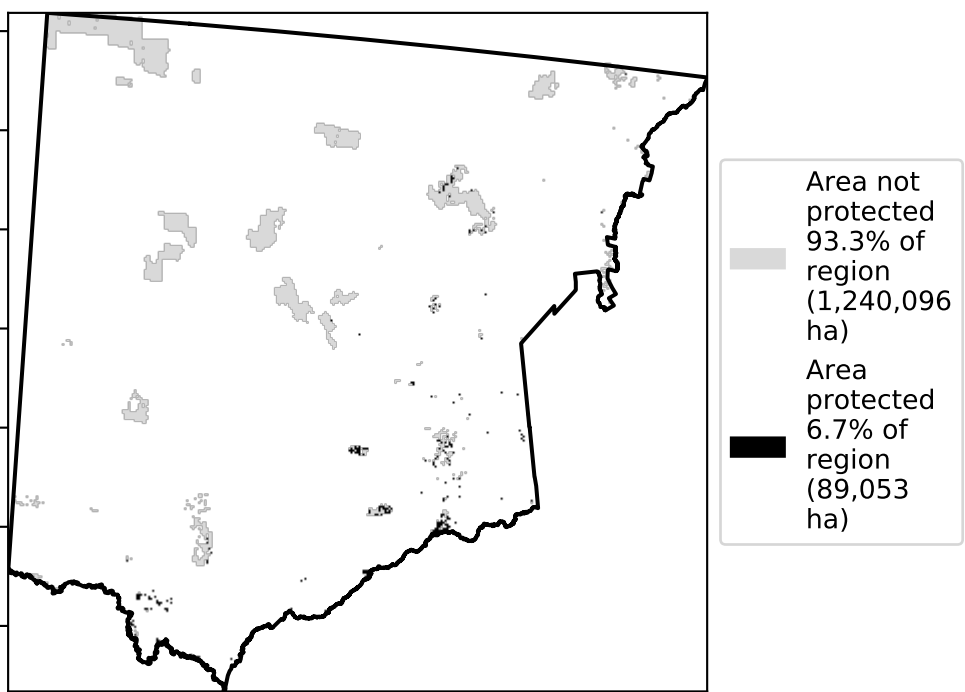 Area not
protected
93.3% of
region
(1,240,096
ha)
Area
protected
6.7% of
region
(89,053
ha)